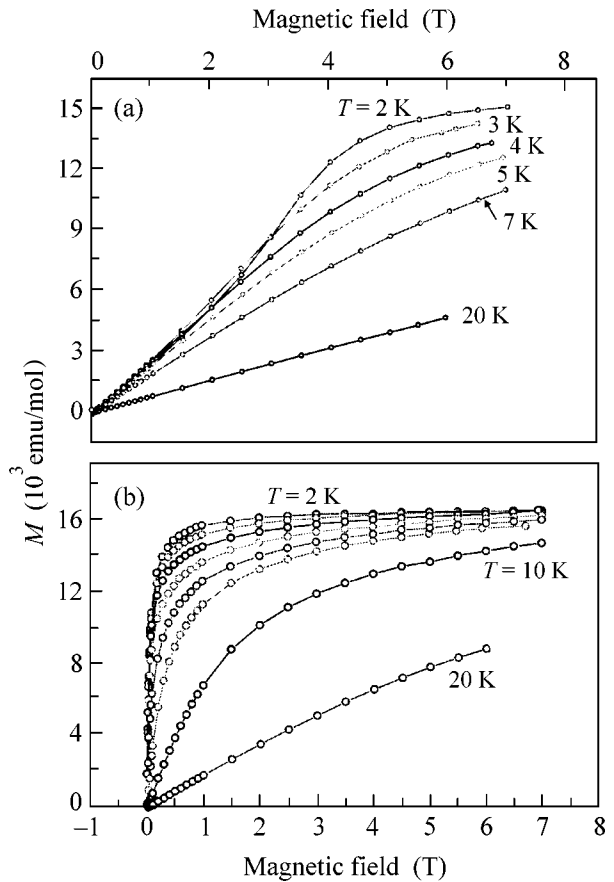 Magnetic field (T)
0 2 4 6 8
(a)
T = 2 K
3 K
4 K
5 K
7 K
20 K
15
12
9
6
3
0
M (10³ emu/mol)
(b)
T = 2 K
T = 10 K
20 K
16
12
8
4
0
−1 0 1 2 3 4 5 6 7 8
Magnetic field (T)